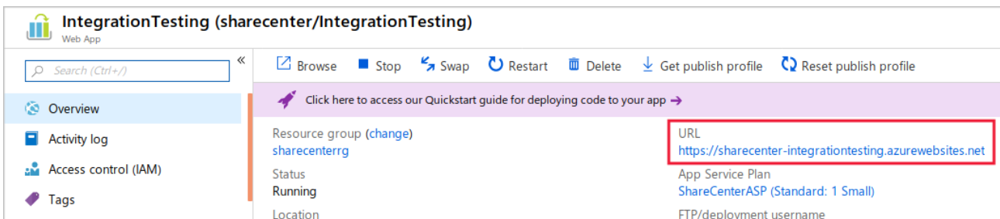 IntegrationTesting (sharecenter/IntegrationTesting)
Web App
Search (Ctrl+/)
«
Browse Stop Swap Restart Delete Get publish profile Reset publish profile
Click here to access our Quickstart guide for deploying code to your app →
Overview
Activity log
Access control (IAM)
Tags
Resource group (change)
sharecenterrg
Status
Running
Location
URL
https://sharecenter-integrationtesting.azurewebsites.net
App Service Plan
ShareCenterASP (Standard: 1 Small)
FTP/deployment username